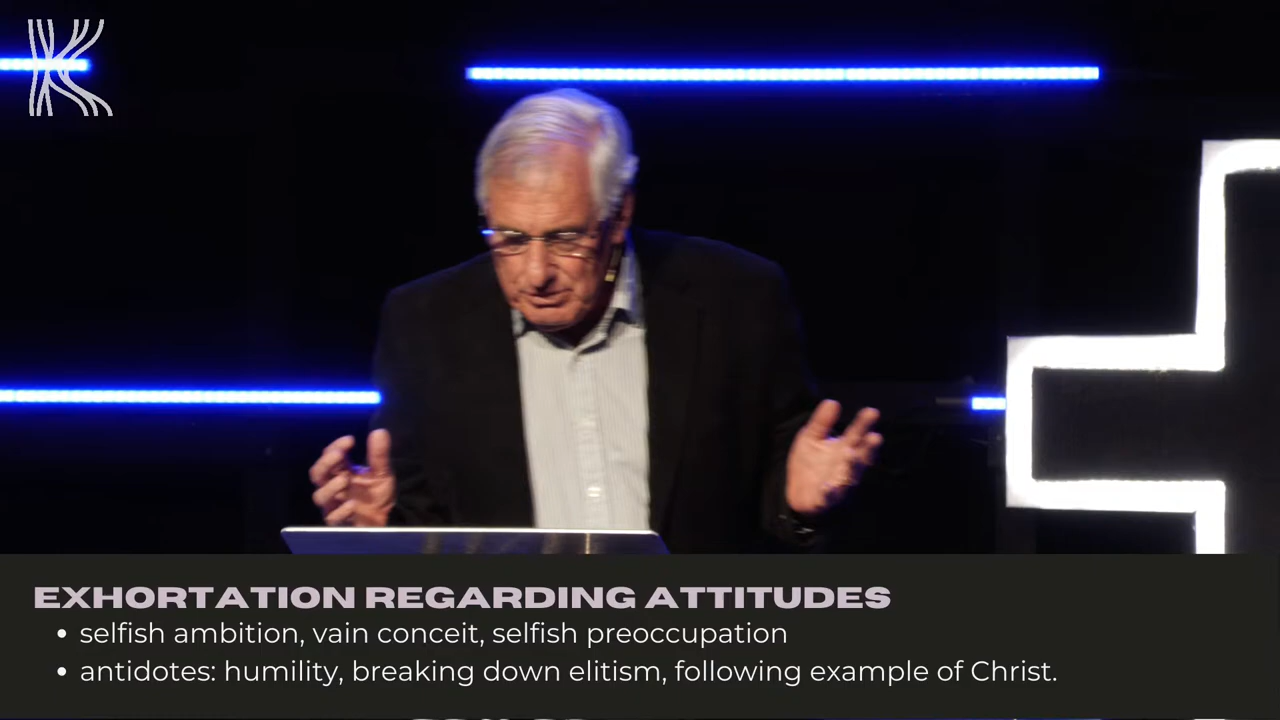 K
EXHORTATION REGARDING ATTITUDES
• selfish ambition, vain conceit, selfish preoccupation
• antidotes: humility, breaking down elitism, following example of Christ.